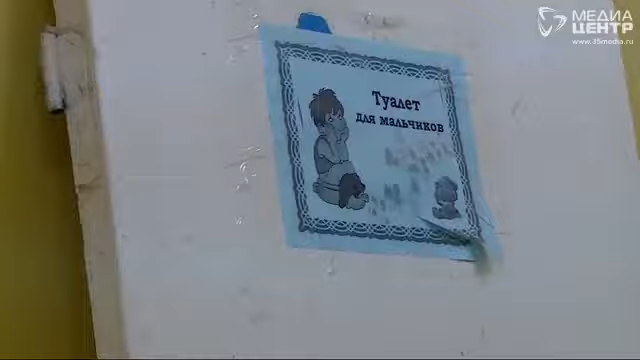 МЕДИА
ЦЕНТР
www.35media.ru
Туалет
для мальчиков